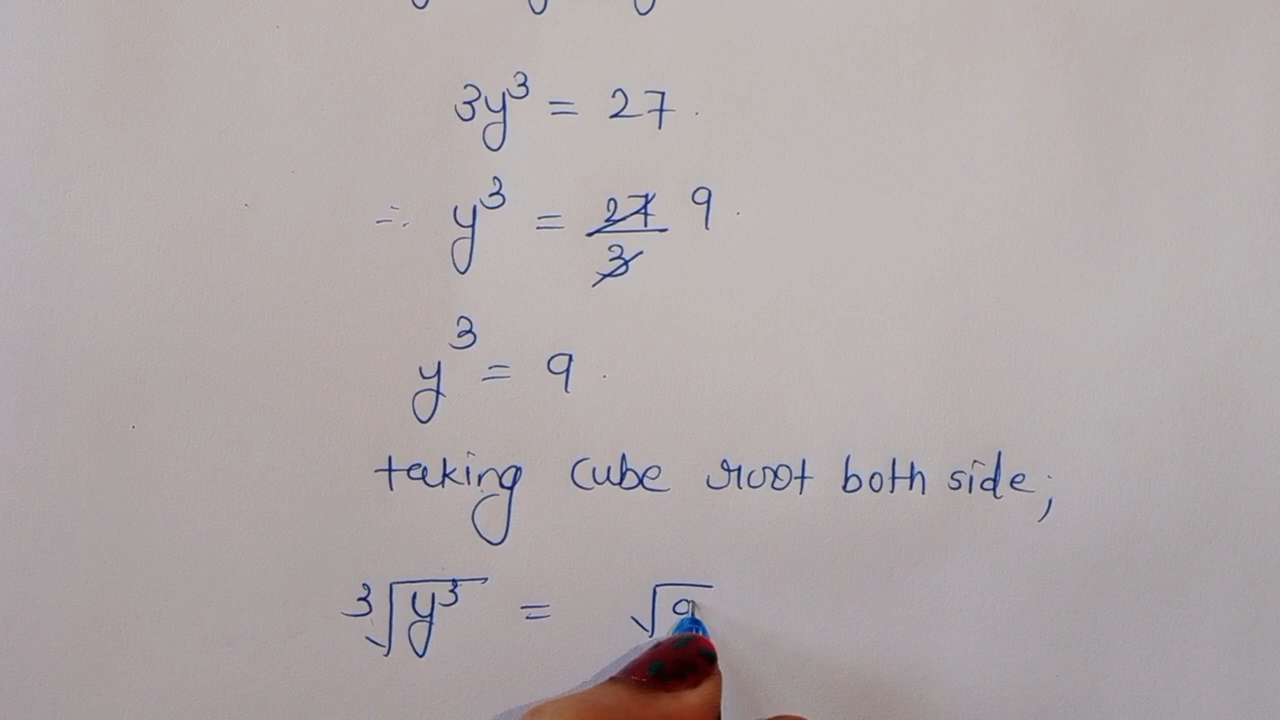 3y³ = 27.
∴ y³ = 27/3 9.
y³ = 9.
taking cube root both side;
³√y³ = √9